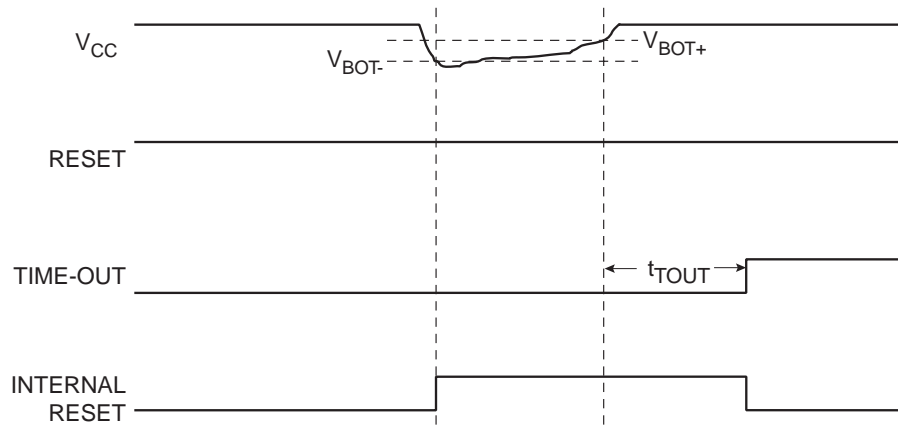 VCC
VBOT-
VBOT+
RESET
TIME-OUT
tTOUT
INTERNAL
RESET